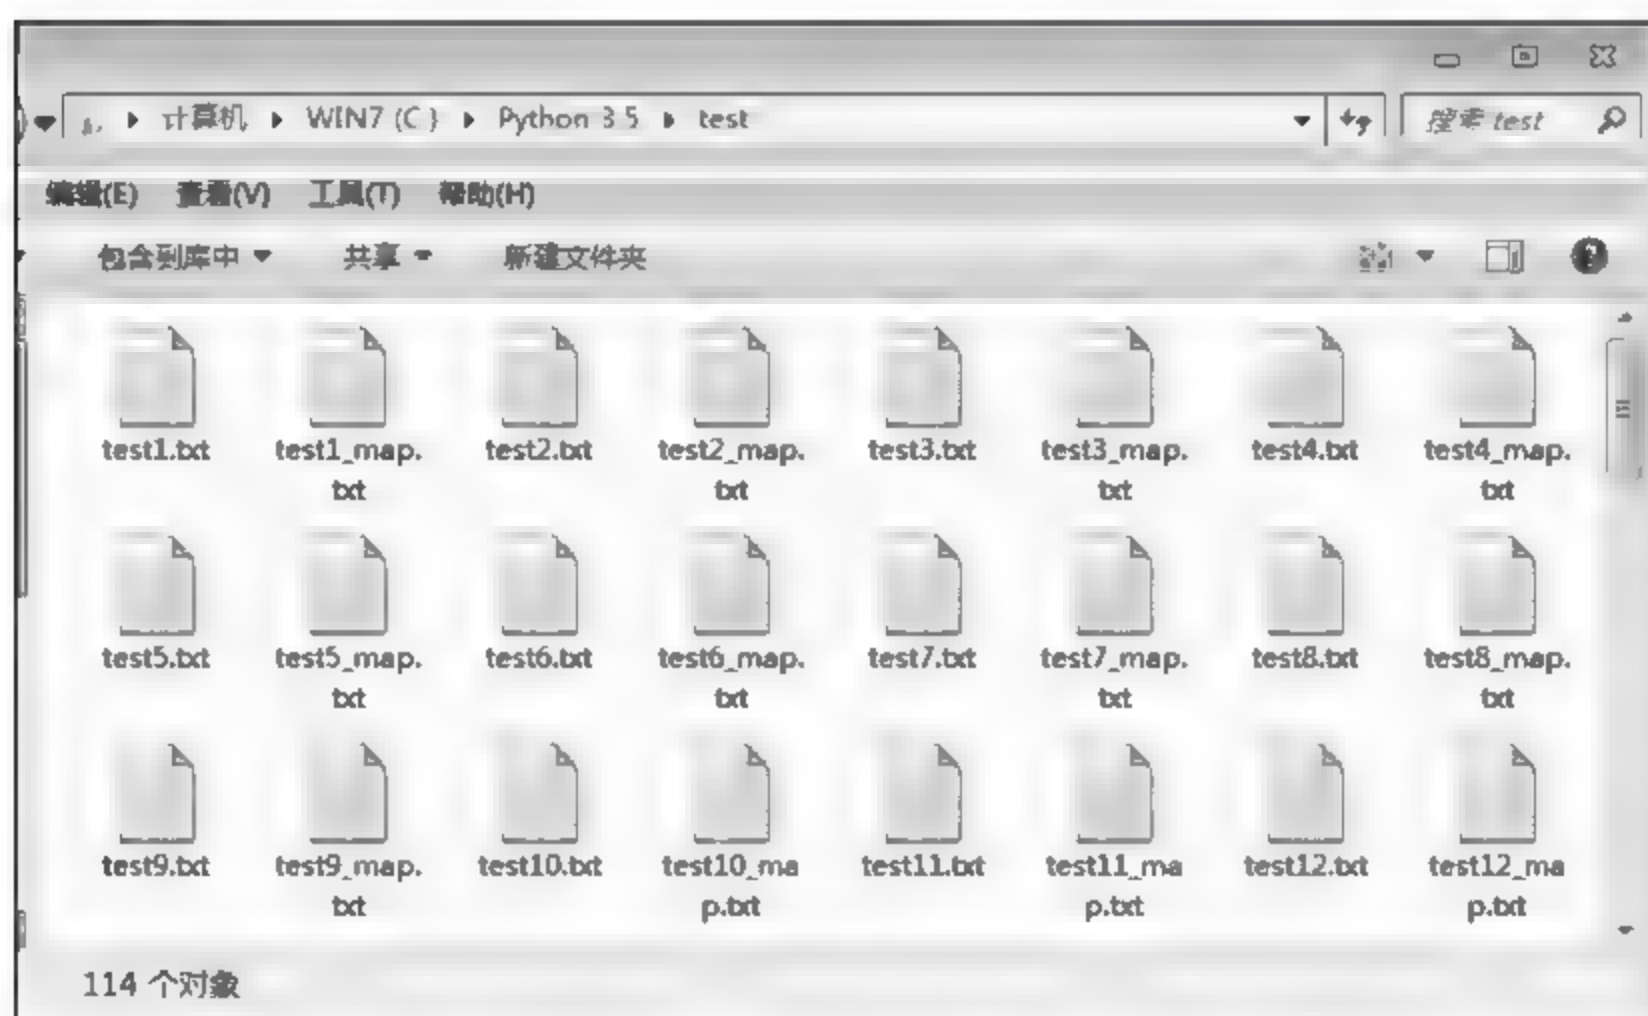 计算机 WIN7 (C ) Python 3 5 test 搜索 test
编辑(E) 查看(V) 工具(T) 帮助(H)
包含到库中 共享 新建文件夹
test1.txt test1_map. test2.txt test2_map. test3.txt test3_map. test4.txt test4_map.
txt txt txt txt
test5.txt test5_map. test6.txt test6_map. test7.txt test7_map. test8.txt test8_map.
txt txt txt txt
test9.txt test9_map. test10.txt test10_ma test11.txt test11_ma test12.txt test12_ma
txt p.txt p.txt p.txt
114 个对象